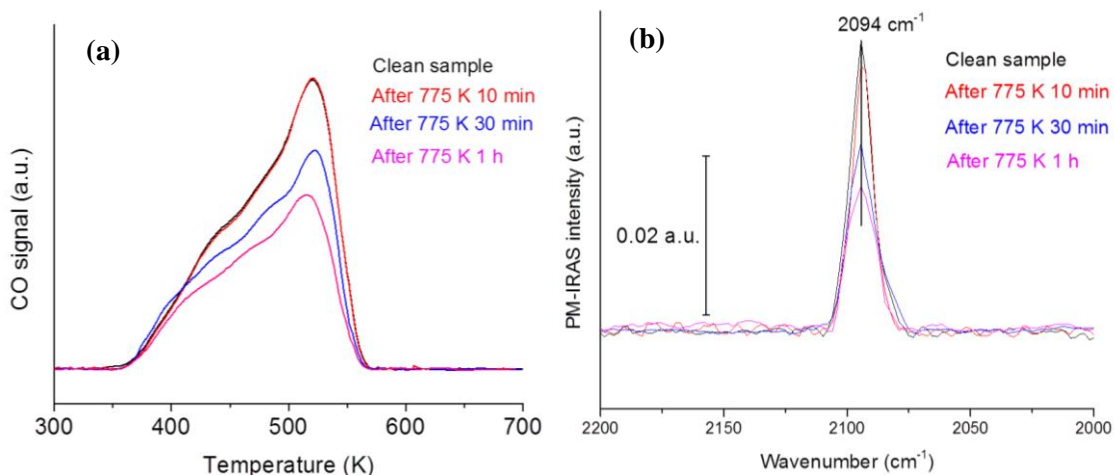 (a)
Clean sample
After 775 K 10 min
After 775 K 30 min
After 775 K 1 h
CO signal (a.u.)
300 400 500 600 700
Temperature (K)
(b)
2094 cm⁻¹
Clean sample
After 775 K 10 min
After 775 K 30 min
After 775 K 1 h
0.02 a.u.
PM-IRAS intensity (a.u.)
2200 2150 2100 2050 2000
Wavenumber (cm⁻¹)